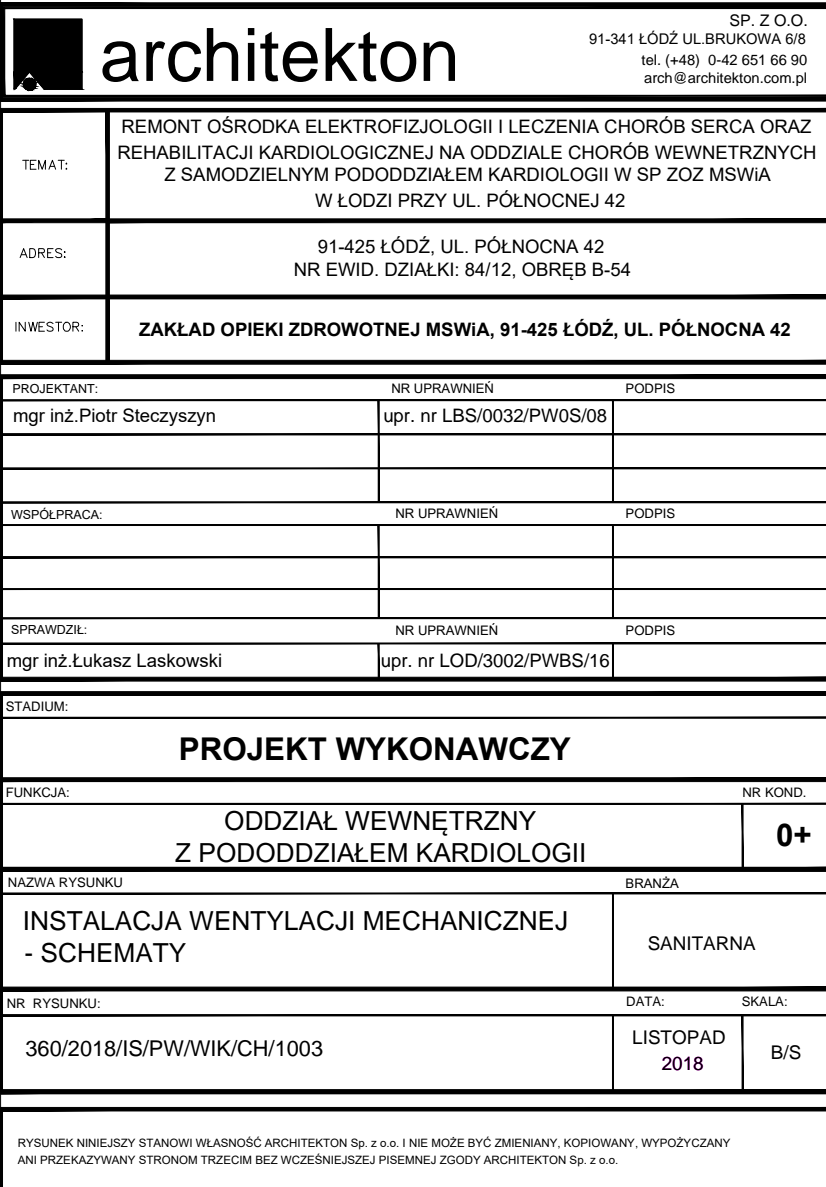 architekton
SP. Z O.O.
91-341 ŁÓDŹ UL.BRUKOWA 6/8
tel. (+48) 0-42 651 66 90
arch@architekton.com.pl
TEMAT:
REMONT OŚRODKA ELEKTROFIZJOLOGII I LECZENIA CHORÓB SERCA ORAZ
REHABILITACJI KARDIOLOGICZNEJ NA ODDZIALE CHORÓB WEWNETRZNYCH
Z SAMODZIELNYM PODODDZIAŁEM KARDIOLOGII W SP ZOZ MSWiA
W ŁODZI PRZY UL. PÓŁNOCNEJ 42
ADRES:
91-425 ŁÓDŹ, UL. PÓŁNOCNA 42
NR EWID. DZIAŁKI: 84/12, OBRĘB B-54
INWESTOR:
ZAKŁAD OPIEKI ZDROWOTNEJ MSWiA, 91-425 ŁÓDŹ, UL. PÓŁNOCNA 42
PROJEKTANT: NR UPRAWNIEŃ PODPIS
mgr inż.Piotr Steczyszyn upr. nr LBS/0032/PW0S/08
WSPÓŁPRACA: NR UPRAWNIEŃ PODPIS
SPRAWDZIŁ: NR UPRAWNIEŃ PODPIS
mgr inż.Łukasz Laskowski upr. nr LOD/3002/PWBS/16
STADIUM:
PROJEKT WYKONAWCZY
FUNKCJA: NR KOND.
ODDZIAŁ WEWNĘTRZNY
Z PODODDZIAŁEM KARDIOLOGII
0+
NAZWA RYSUNKU BRANŻA
INSTALACJA WENTYLACJI MECHANICZNEJ
- SCHEMATY
SANITARNA
NR RYSUNKU: DATA: SKALA:
360/2018/IS/PW/WIK/CH/1003
LISTOPAD
2018
B/S
RYSUNEK NINIEJSZY STANOWI WŁASNOŚĆ ARCHITEKTON Sp. z o.o. I NIE MOŻE BYĆ ZMIENIANY, KOPIOWANY, WYPOŻYCZANY
ANI PRZEKAZYWANY STRONOM TRZECIM BEZ WCZEŚNIEJSZEJ PISEMNEJ ZGODY ARCHITEKTON Sp. z o.o.